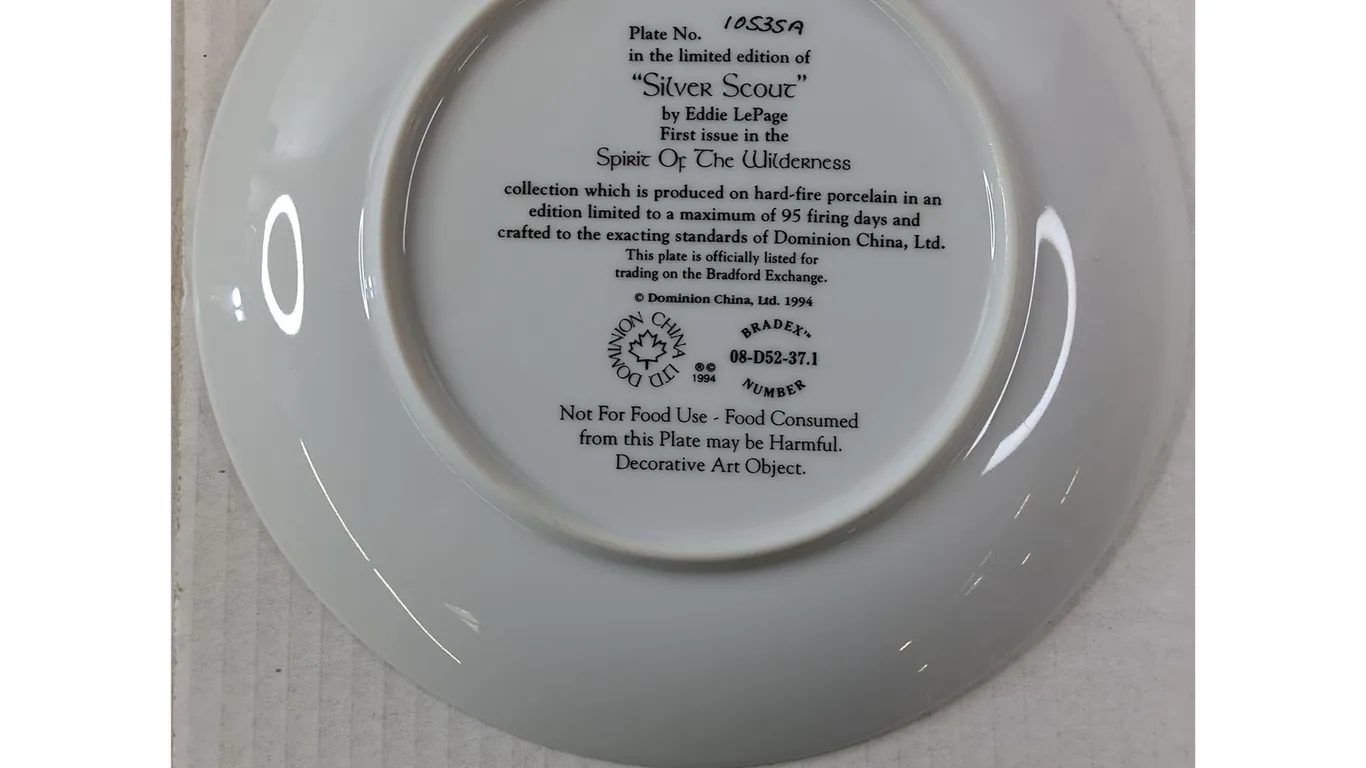 Plate No. 10535A
in the limited edition of
“Silver Scout”
by Eddie LePage
First issue in the
Spirit Of The Wilderness
collection which is produced on hard-fire porcelain in an
edition limited to a maximum of 95 firing days and
crafted to the exacting standards of Dominion China, Ltd.
This plate is officially listed for
trading on the Bradford Exchange.
© Dominion China, Ltd. 1994
DOMINION CHINA LTD.
®©
1994
BRADEX™
08-D52-37.1
NUMBER
Not For Food Use - Food Consumed
from this Plate may be Harmful.
Decorative Art Object.